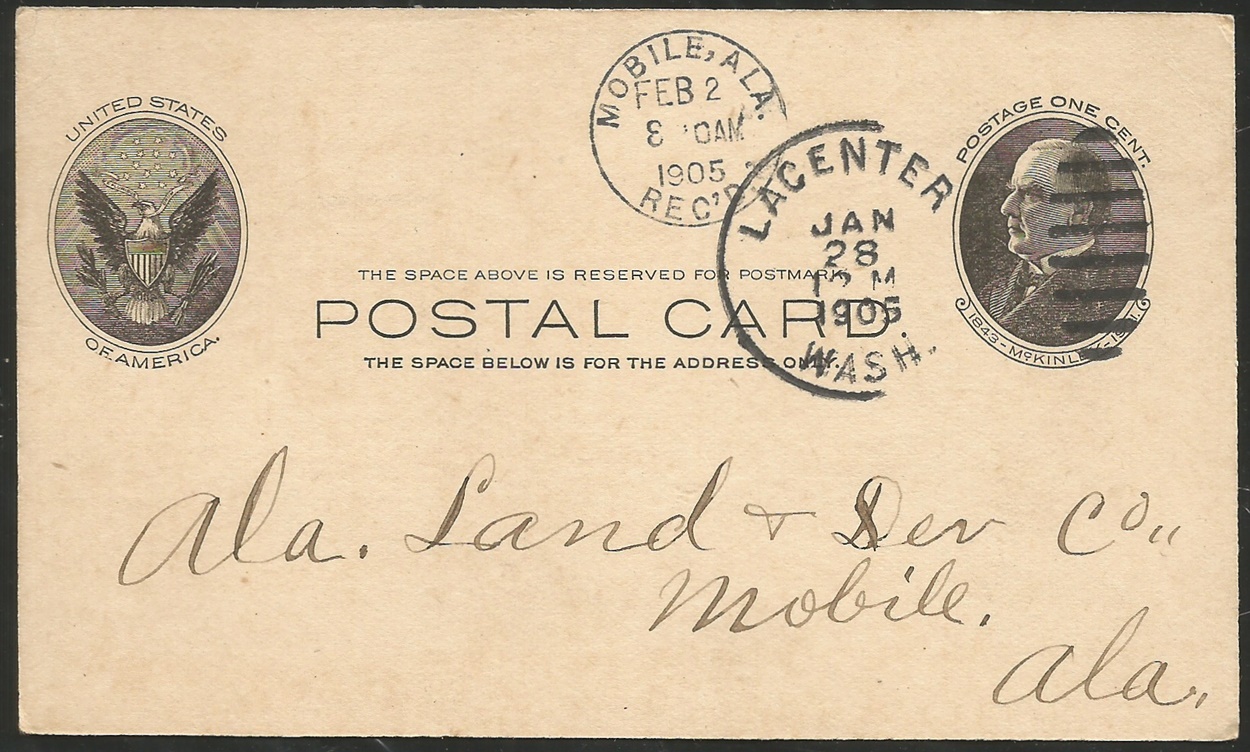 UNITED STATES
OF AMERICA.
MOBILE, ALA.
FEB 2
8 0AM
1905
REC'D
LACENTER
JAN
28
M
1905
WASH.
POSTAGE ONE CENT.
1843 - McKINLEY -
THE SPACE ABOVE IS RESERVED FOR POSTMARK.
POSTAL CARD
THE SPACE BELOW IS FOR THE ADDRESS ONLY.
Ala. Land & Dev Co.,
Mobile.
Ala.